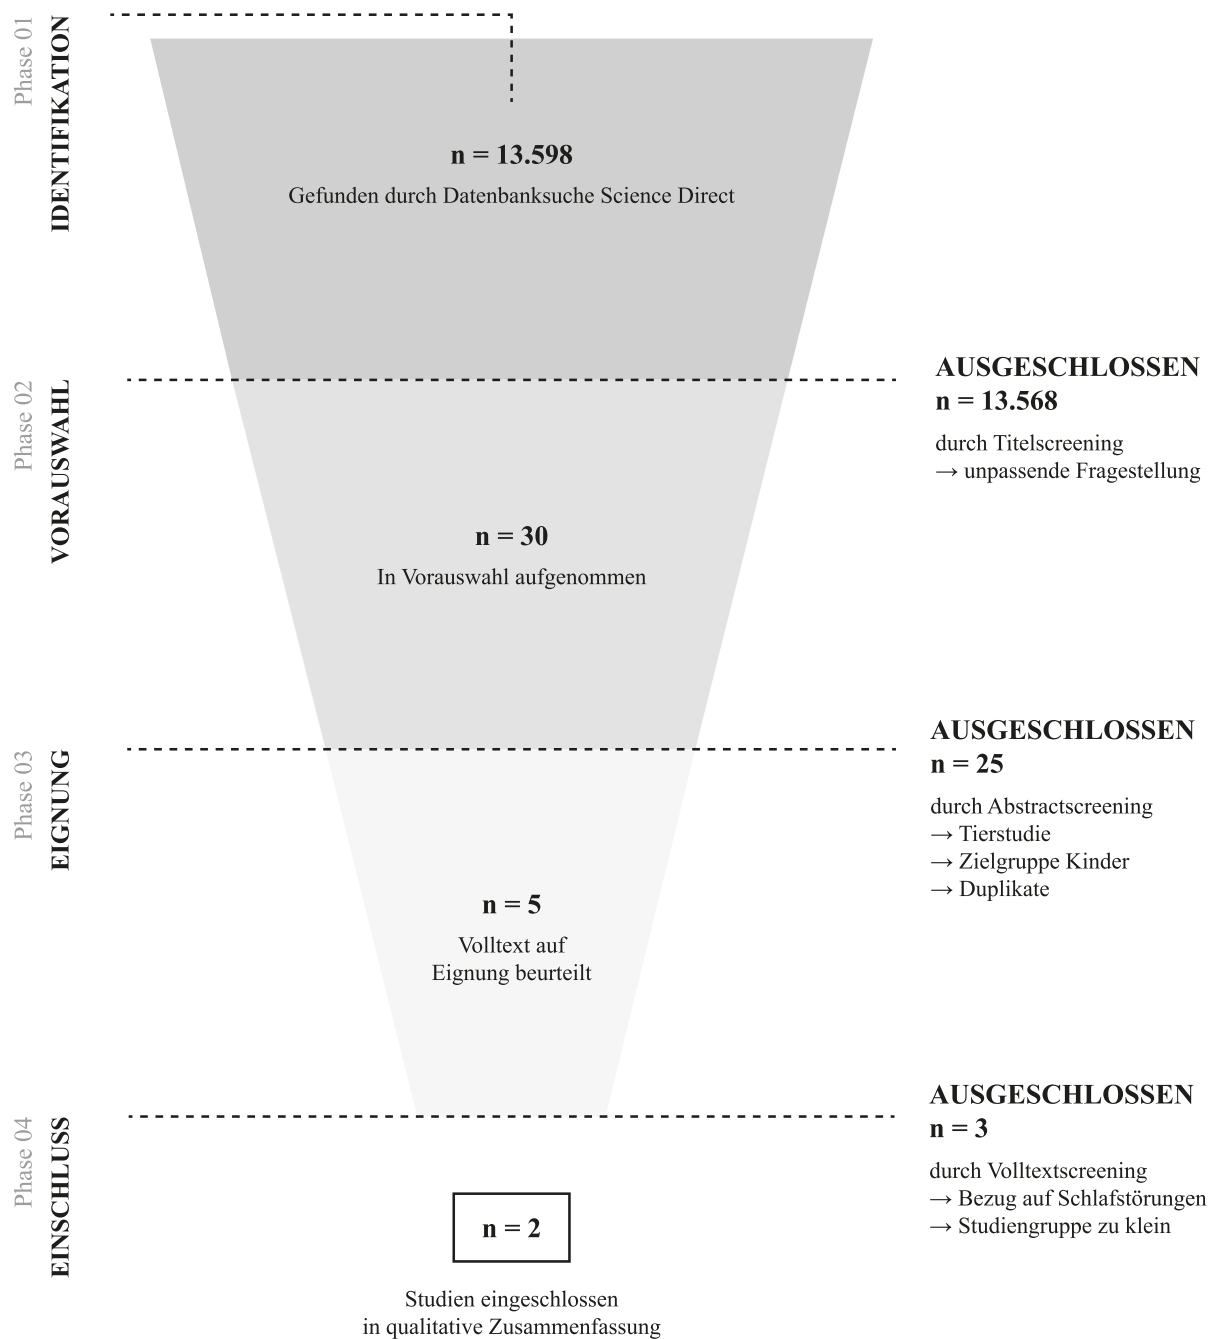 Phase 01
IDENTIFIKATION
n = 13.598
Gefunden durch Datenbanksuche Science Direct
Phase 02
VORAUSWAHL
AUSGESCHLOSSEN
n = 13.568
durch Titelscreening
→ unpassende Fragestellung
n = 30
In Vorauswahl aufgenommen
Phase 03
EIGNUNG
AUSGESCHLOSSEN
n = 25
durch Abstractscreening
→ Tierstudie
→ Zielgruppe Kinder
→ Duplikate
n = 5
Volltext auf
Eignung beurteilt
Phase 04
EINSCHLUSS
AUSGESCHLOSSEN
n = 3
durch Volltextscreening
→ Bezug auf Schlafstörungen
→ Studiengruppe zu klein
n = 2
Studien eingeschlossen
in qualitative Zusammenfassung